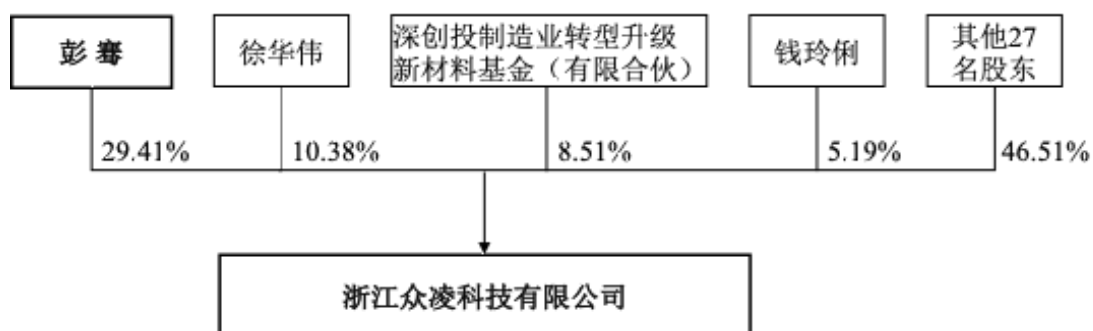 彭骞
徐华伟
深创投制造业转型升级
新材料基金（有限合伙）
钱玲俐
其他27
名股东
29.41%
10.38%
8.51%
5.19%
46.51%
浙江众凌科技有限公司